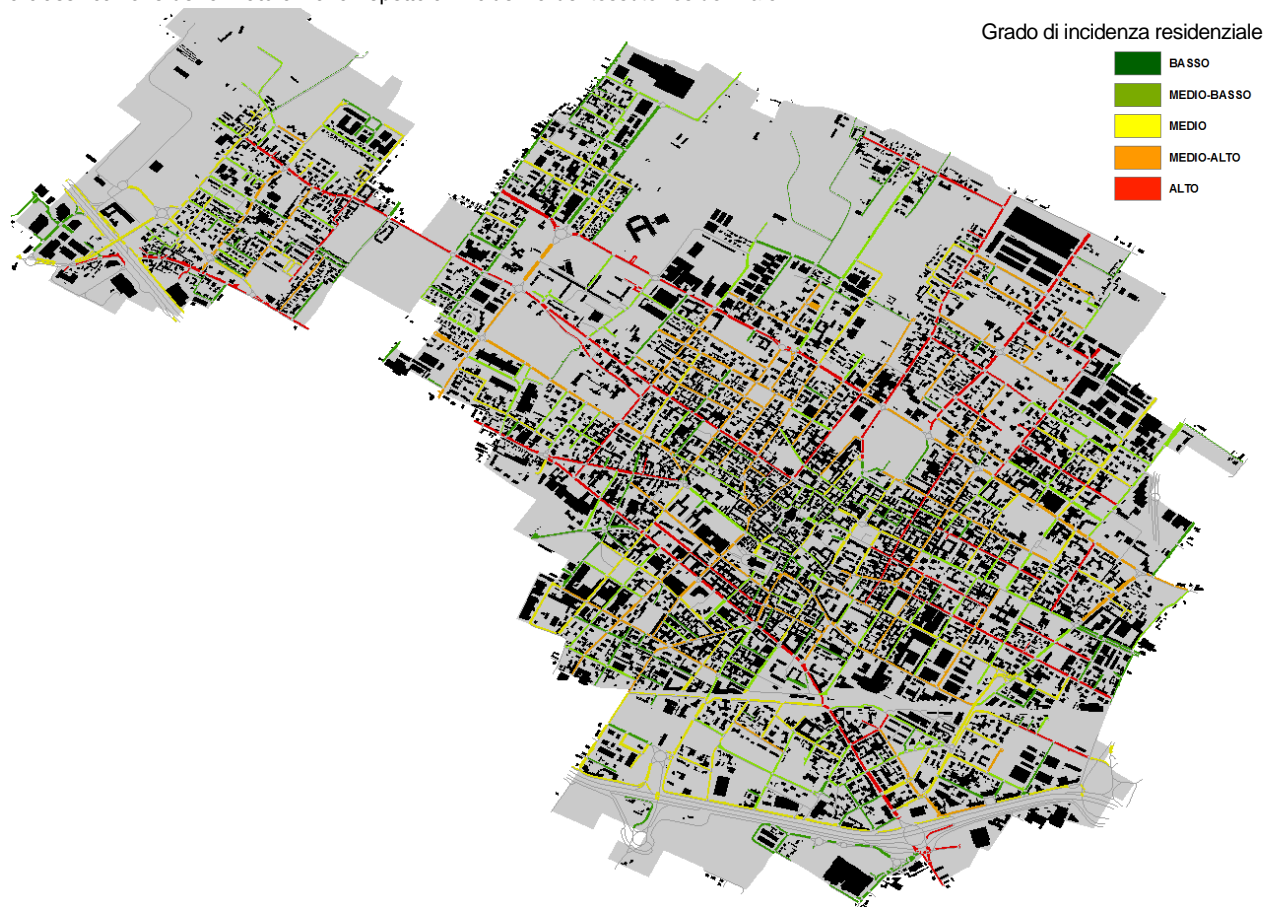 Grado di incidenza residenziale
BASSO
MEDIO-BASSO
MEDIO
MEDIO-ALTO
ALTO